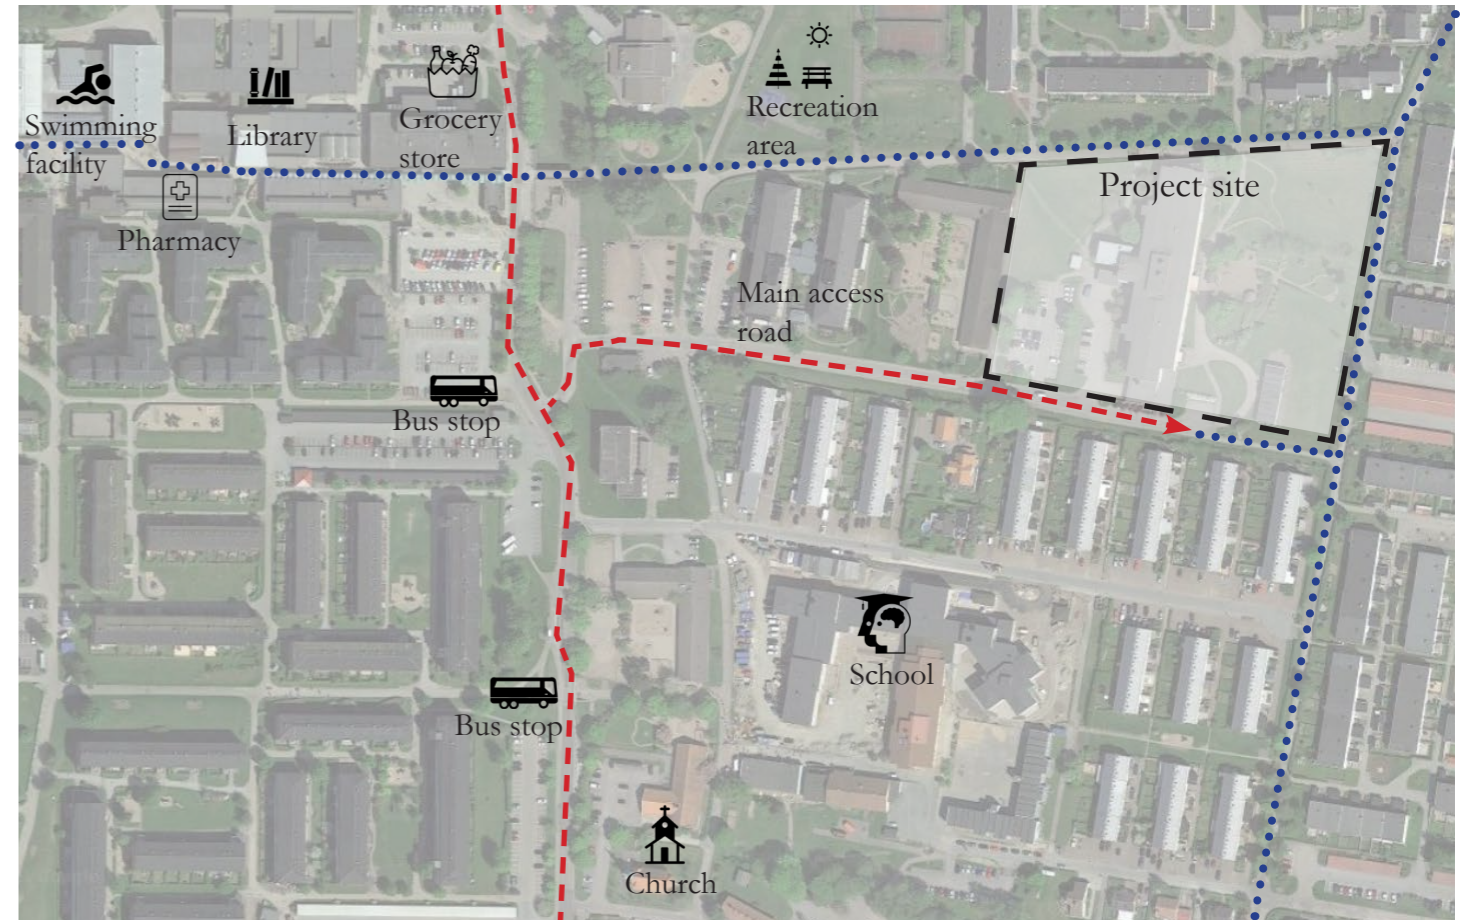 Swimming
facility
Library
Grocery
store
Recreation
area
Project site
Pharmacy
Main access
road
Bus stop
School
Bus stop
Church